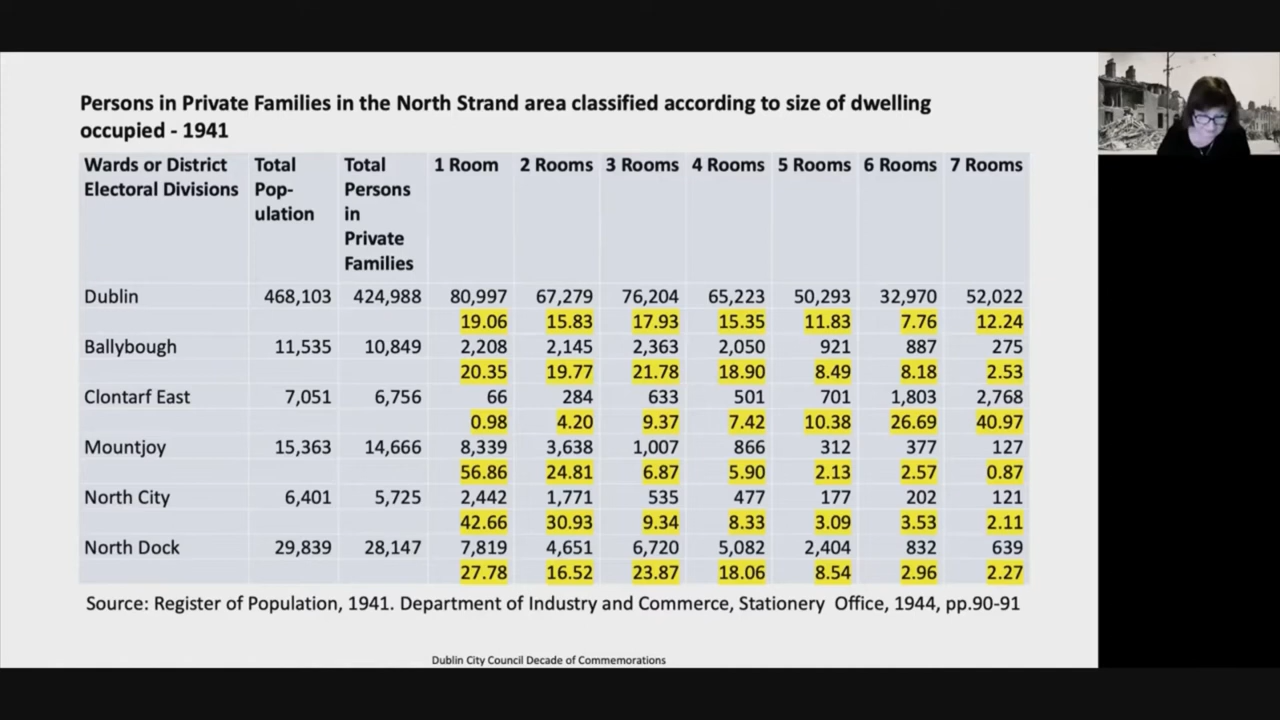 Persons in Private Families in the North Strand area classified according to size of dwelling
occupied - 1941
Wards or District Electoral Divisions Total Pop-ulation Total Persons in Private Families 1 Room 2 Rooms 3 Rooms 4 Rooms 5 Rooms 6 Rooms 7 Rooms
Dublin 468,103 424,988 80,997 67,279 76,204 65,223 50,293 32,970 52,022
19.06 15.83 17.93 15.35 11.83 7.76 12.24
Ballybough 11,535 10,849 2,208 2,145 2,363 2,050 921 887 275
20.35 19.77 21.78 18.90 8.49 8.18 2.53
Clontarf East 7,051 6,756 66 284 633 501 701 1,803 2,768
0.98 4.20 9.37 7.42 10.38 26.69 40.97
Mountjoy 15,363 14,666 8,339 3,638 1,007 866 312 377 127
56.86 24.81 6.87 5.90 2.13 2.57 0.87
North City 6,401 5,725 2,442 1,771 535 477 177 202 121
42.66 30.93 9.34 8.33 3.09 3.53 2.11
North Dock 29,839 28,147 7,819 4,651 6,720 5,082 2,404 832 639
27.78 16.52 23.87 18.06 8.54 2.96 2.27
Source: Register of Population, 1941. Department of Industry and Commerce, Stationery Office, 1944, pp.90-91
Dublin City Council Decade of Commemorations